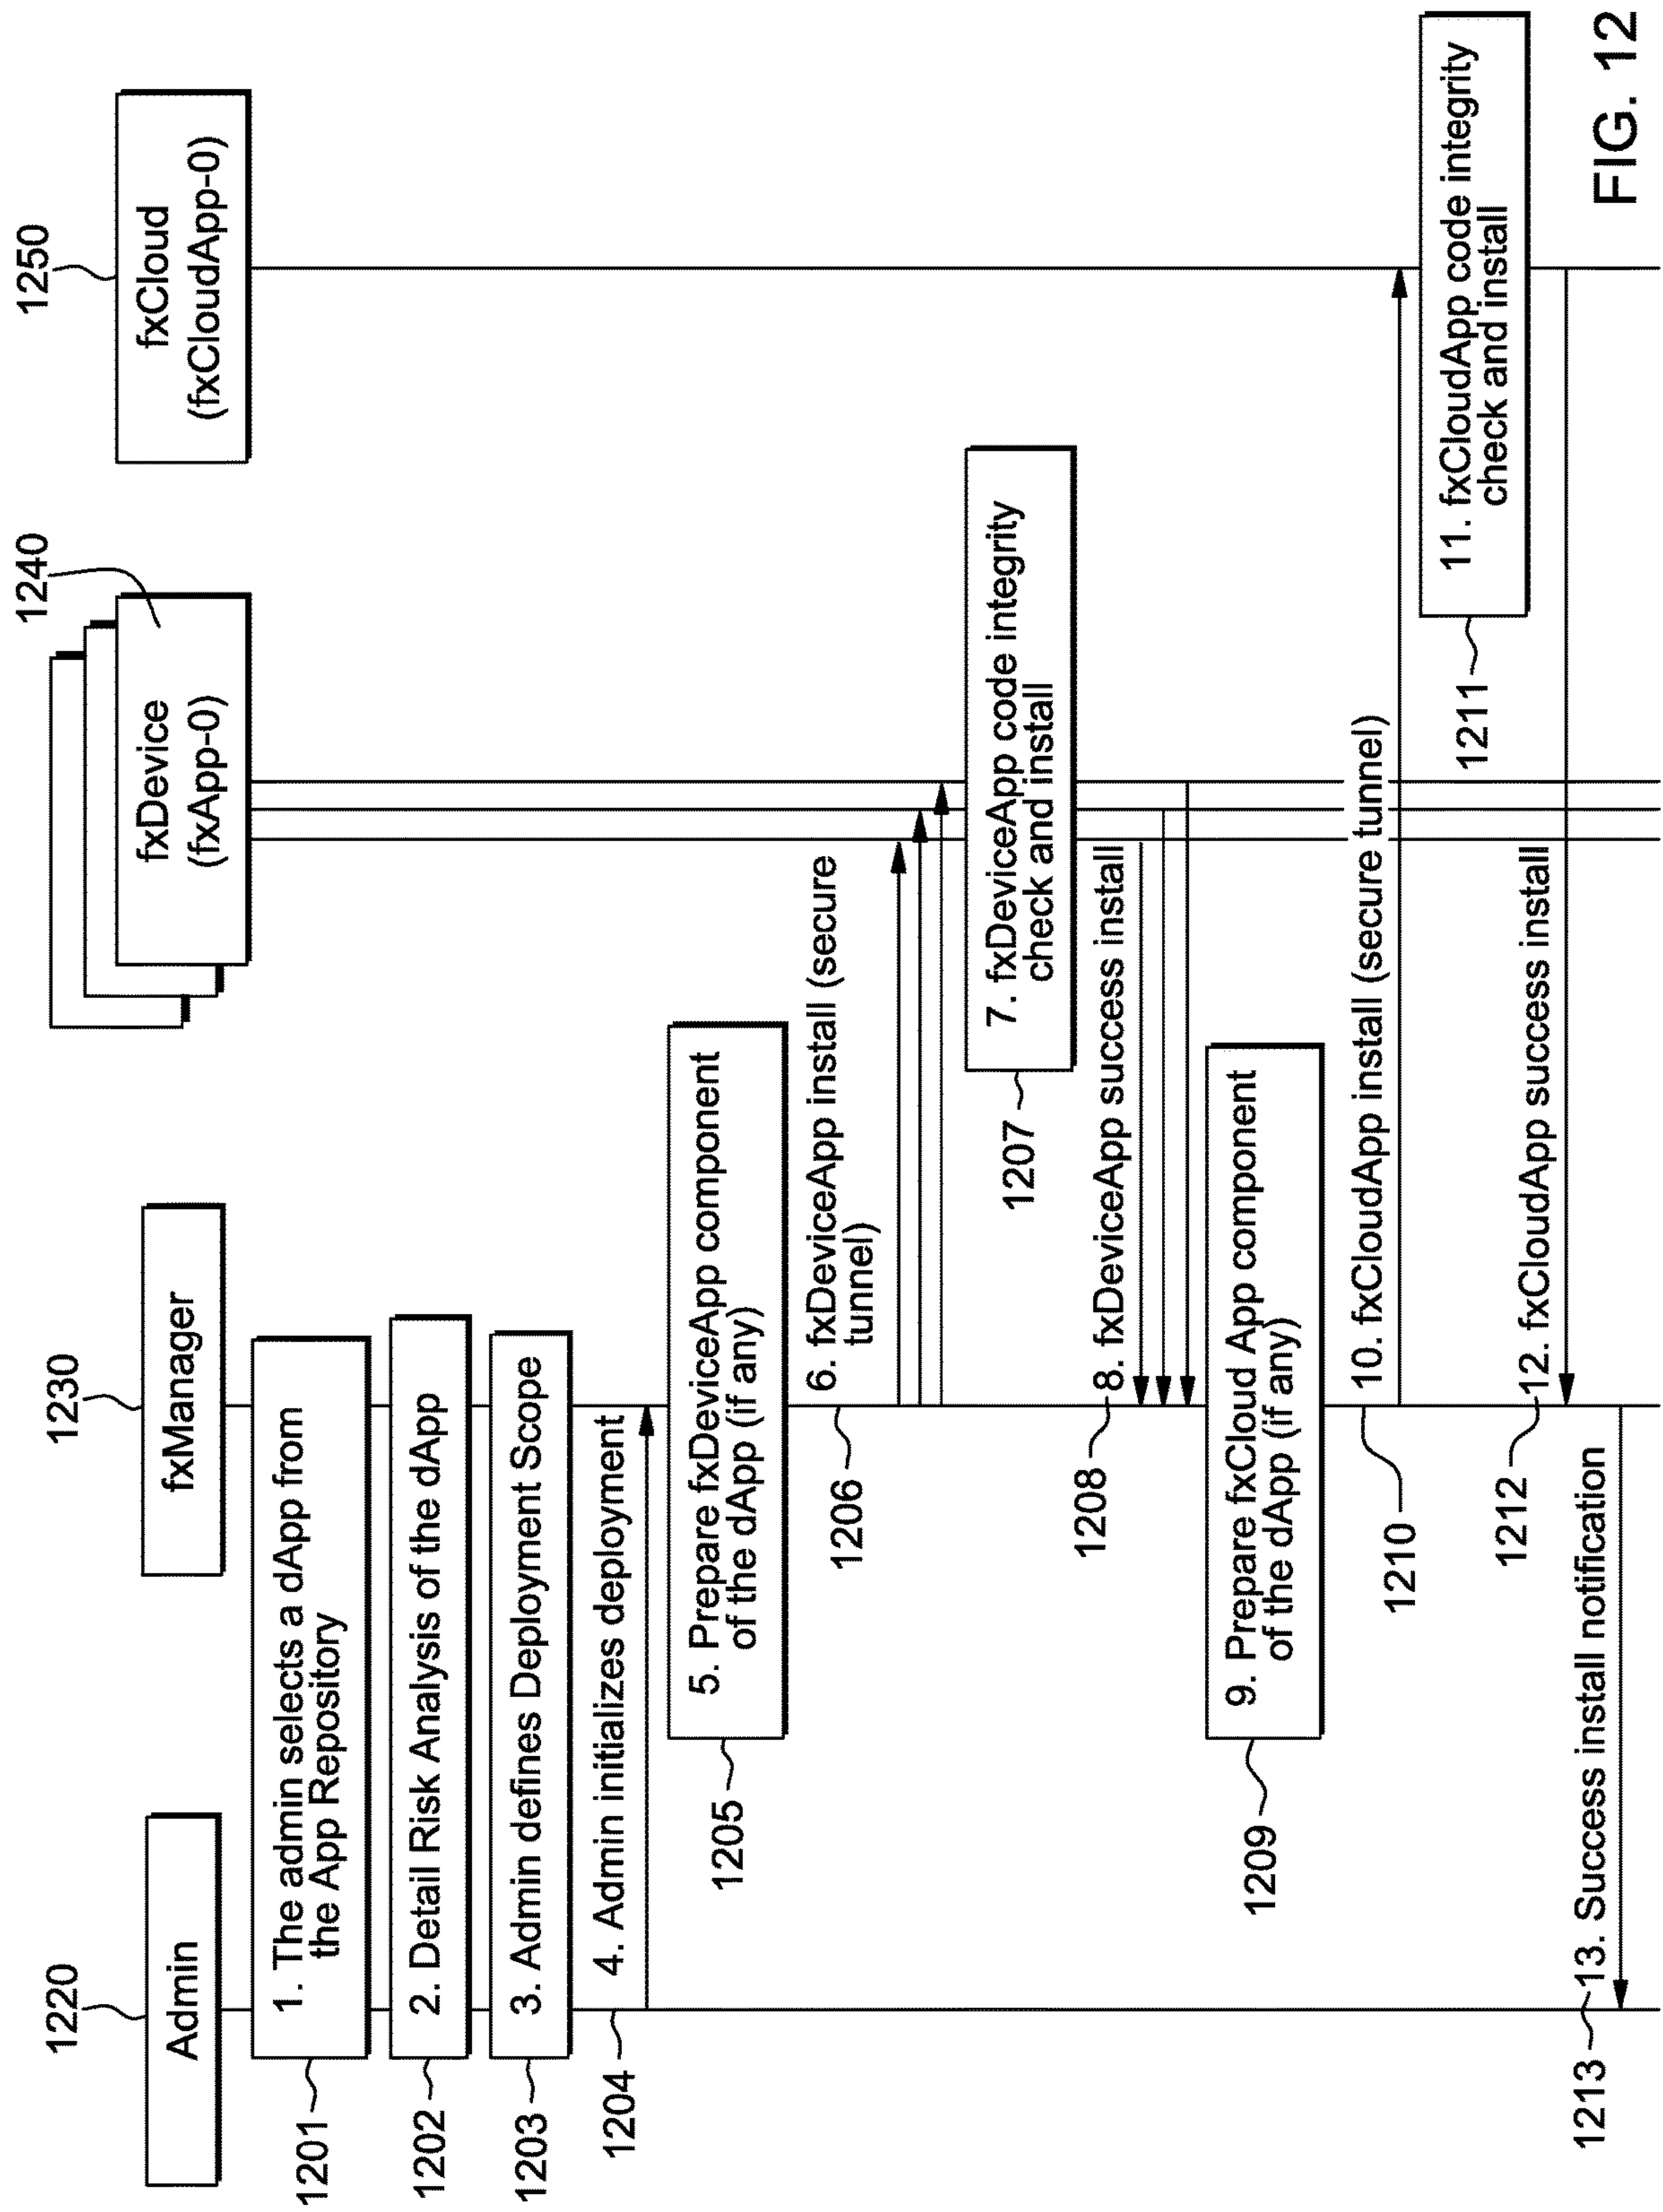 1220
1230
1240
1250
Admin
fxManager
fxDevice
(fxApp-0)
fxCloud
(fxCloudApp-0)
1201
1. The admin selects a dApp from
the App Repository
1202
2. Detail Risk Analysis of the dApp
1203
3. Admin defines Deployment Scope
1204
4. Admin initializes deployment
1205
5. Prepare fxDeviceApp component
of the dApp (if any)
1206
6. fxDeviceApp install (secure
tunnel)
1207
7. fxDeviceApp code integrity
check and install
1208
8. fxDeviceApp success install
1209
9. Prepare fxCloud App component
of the dApp (if any)
1210
10. fxCloudApp install (secure tunnel)
1211
11. fxCloudApp code integrity
check and install
1212
12. fxCloudApp success install
1213
13. Success install notification
FIG. 12